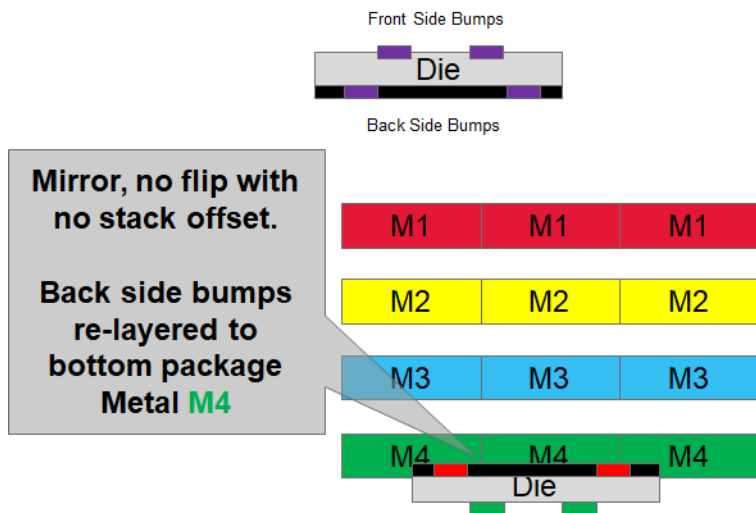 Front Side Bumps
Die
Back Side Bumps
Mirror, no flip with
no stack offset.
Back side bumps
re-layered to
bottom package
Metal M4
M1 M1 M1
M2 M2 M2
M3 M3 M3
M4 M4 M4
Die